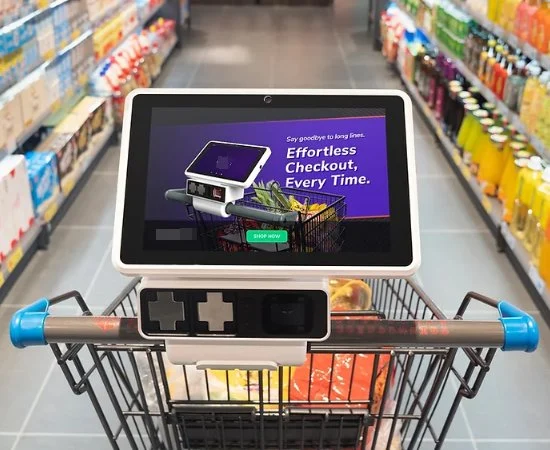 Say goodbye to long lines.
Effortless
Checkout,
Every Time.
SHOP NOW